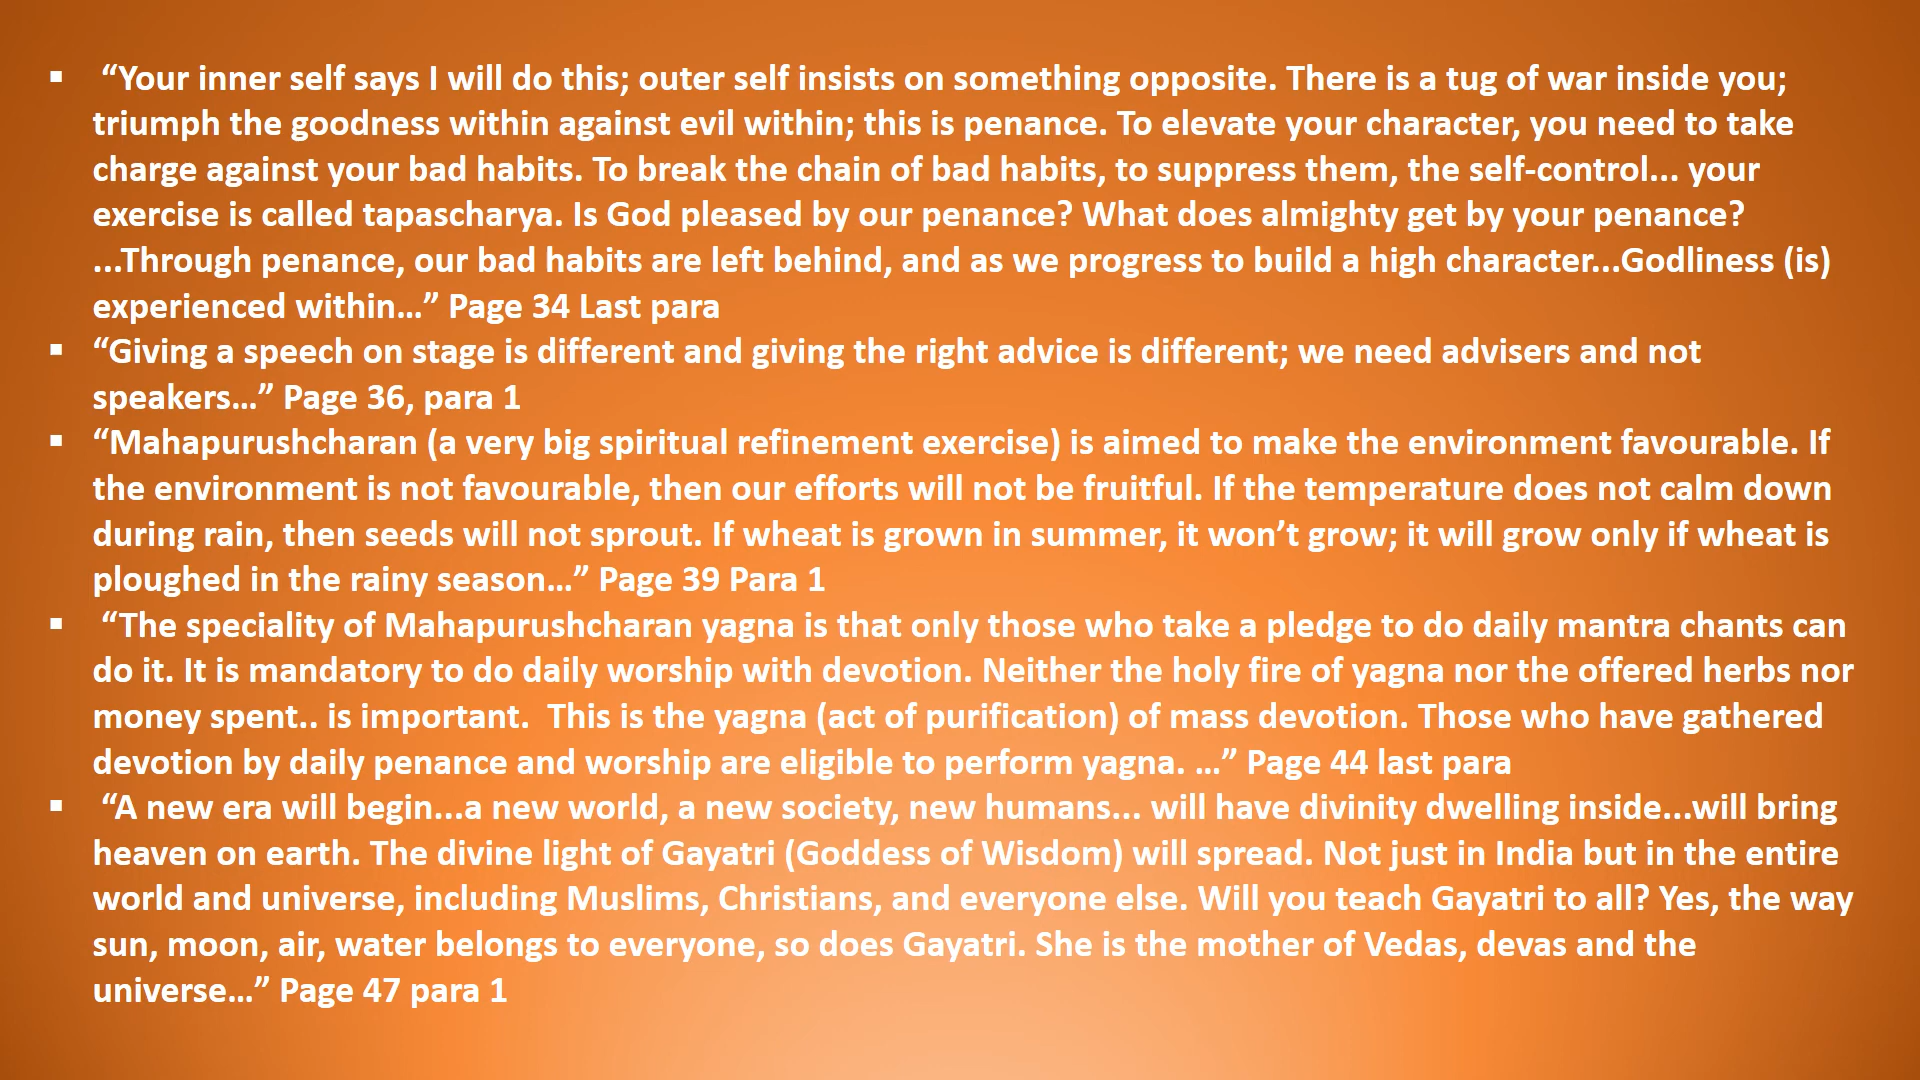 ▪ “Your inner self says I will do this; outer self insists on something opposite. There is a tug of war inside you;
triumph the goodness within against evil within; this is penance. To elevate your character, you need to take
charge against your bad habits. To break the chain of bad habits, to suppress them, the self-control... your
exercise is called tapascharya. Is God pleased by our penance? What does almighty get by your penance?
...Through penance, our bad habits are left behind, and as we progress to build a high character...Godliness (is)
experienced within...” Page 34 Last para
▪ “Giving a speech on stage is different and giving the right advice is different; we need advisers and not
speakers...” Page 36, para 1
▪ “Mahapurushcharan (a very big spiritual refinement exercise) is aimed to make the environment favourable. If
the environment is not favourable, then our efforts will not be fruitful. If the temperature does not calm down
during rain, then seeds will not sprout. If wheat is grown in summer, it won’t grow; it will grow only if wheat is
ploughed in the rainy season...” Page 39 Para 1
▪ “The speciality of Mahapurushcharan yagna is that only those who take a pledge to do daily mantra chants can
do it. It is mandatory to do daily worship with devotion. Neither the holy fire of yagna nor the offered herbs nor
money spent.. is important.  This is the yagna (act of purification) of mass devotion. Those who have gathered
devotion by daily penance and worship are eligible to perform yagna. ...” Page 44 last para
▪ “A new era will begin...a new world, a new society, new humans... will have divinity dwelling inside...will bring
heaven on earth. The divine light of Gayatri (Goddess of Wisdom) will spread. Not just in India but in the entire
world and universe, including Muslims, Christians, and everyone else. Will you teach Gayatri to all? Yes, the way
sun, moon, air, water belongs to everyone, so does Gayatri. She is the mother of Vedas, devas and the
universe...” Page 47 para 1